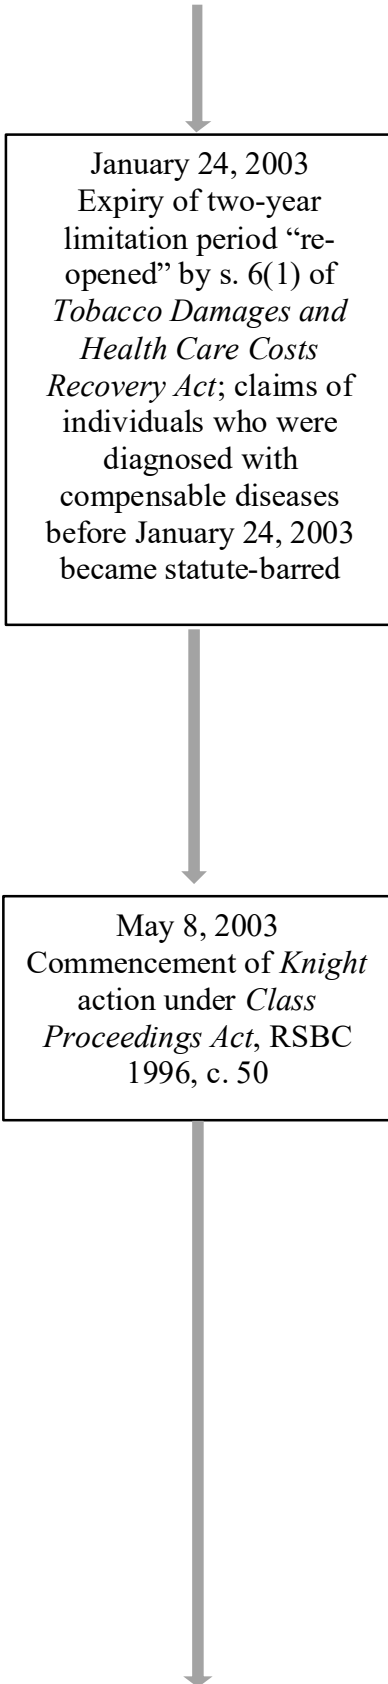 January 24, 2003
Expiry of two-year
limitation period “re-
opened” by s. 6(1) of
Tobacco Damages and
Health Care Costs
Recovery Act; claims of
individuals who were
diagnosed with
compensable diseases
before January 24, 2003
became statute-barred
May 8, 2003
Commencement of Knight
action under Class
Proceedings Act, RSBC
1996, c. 50